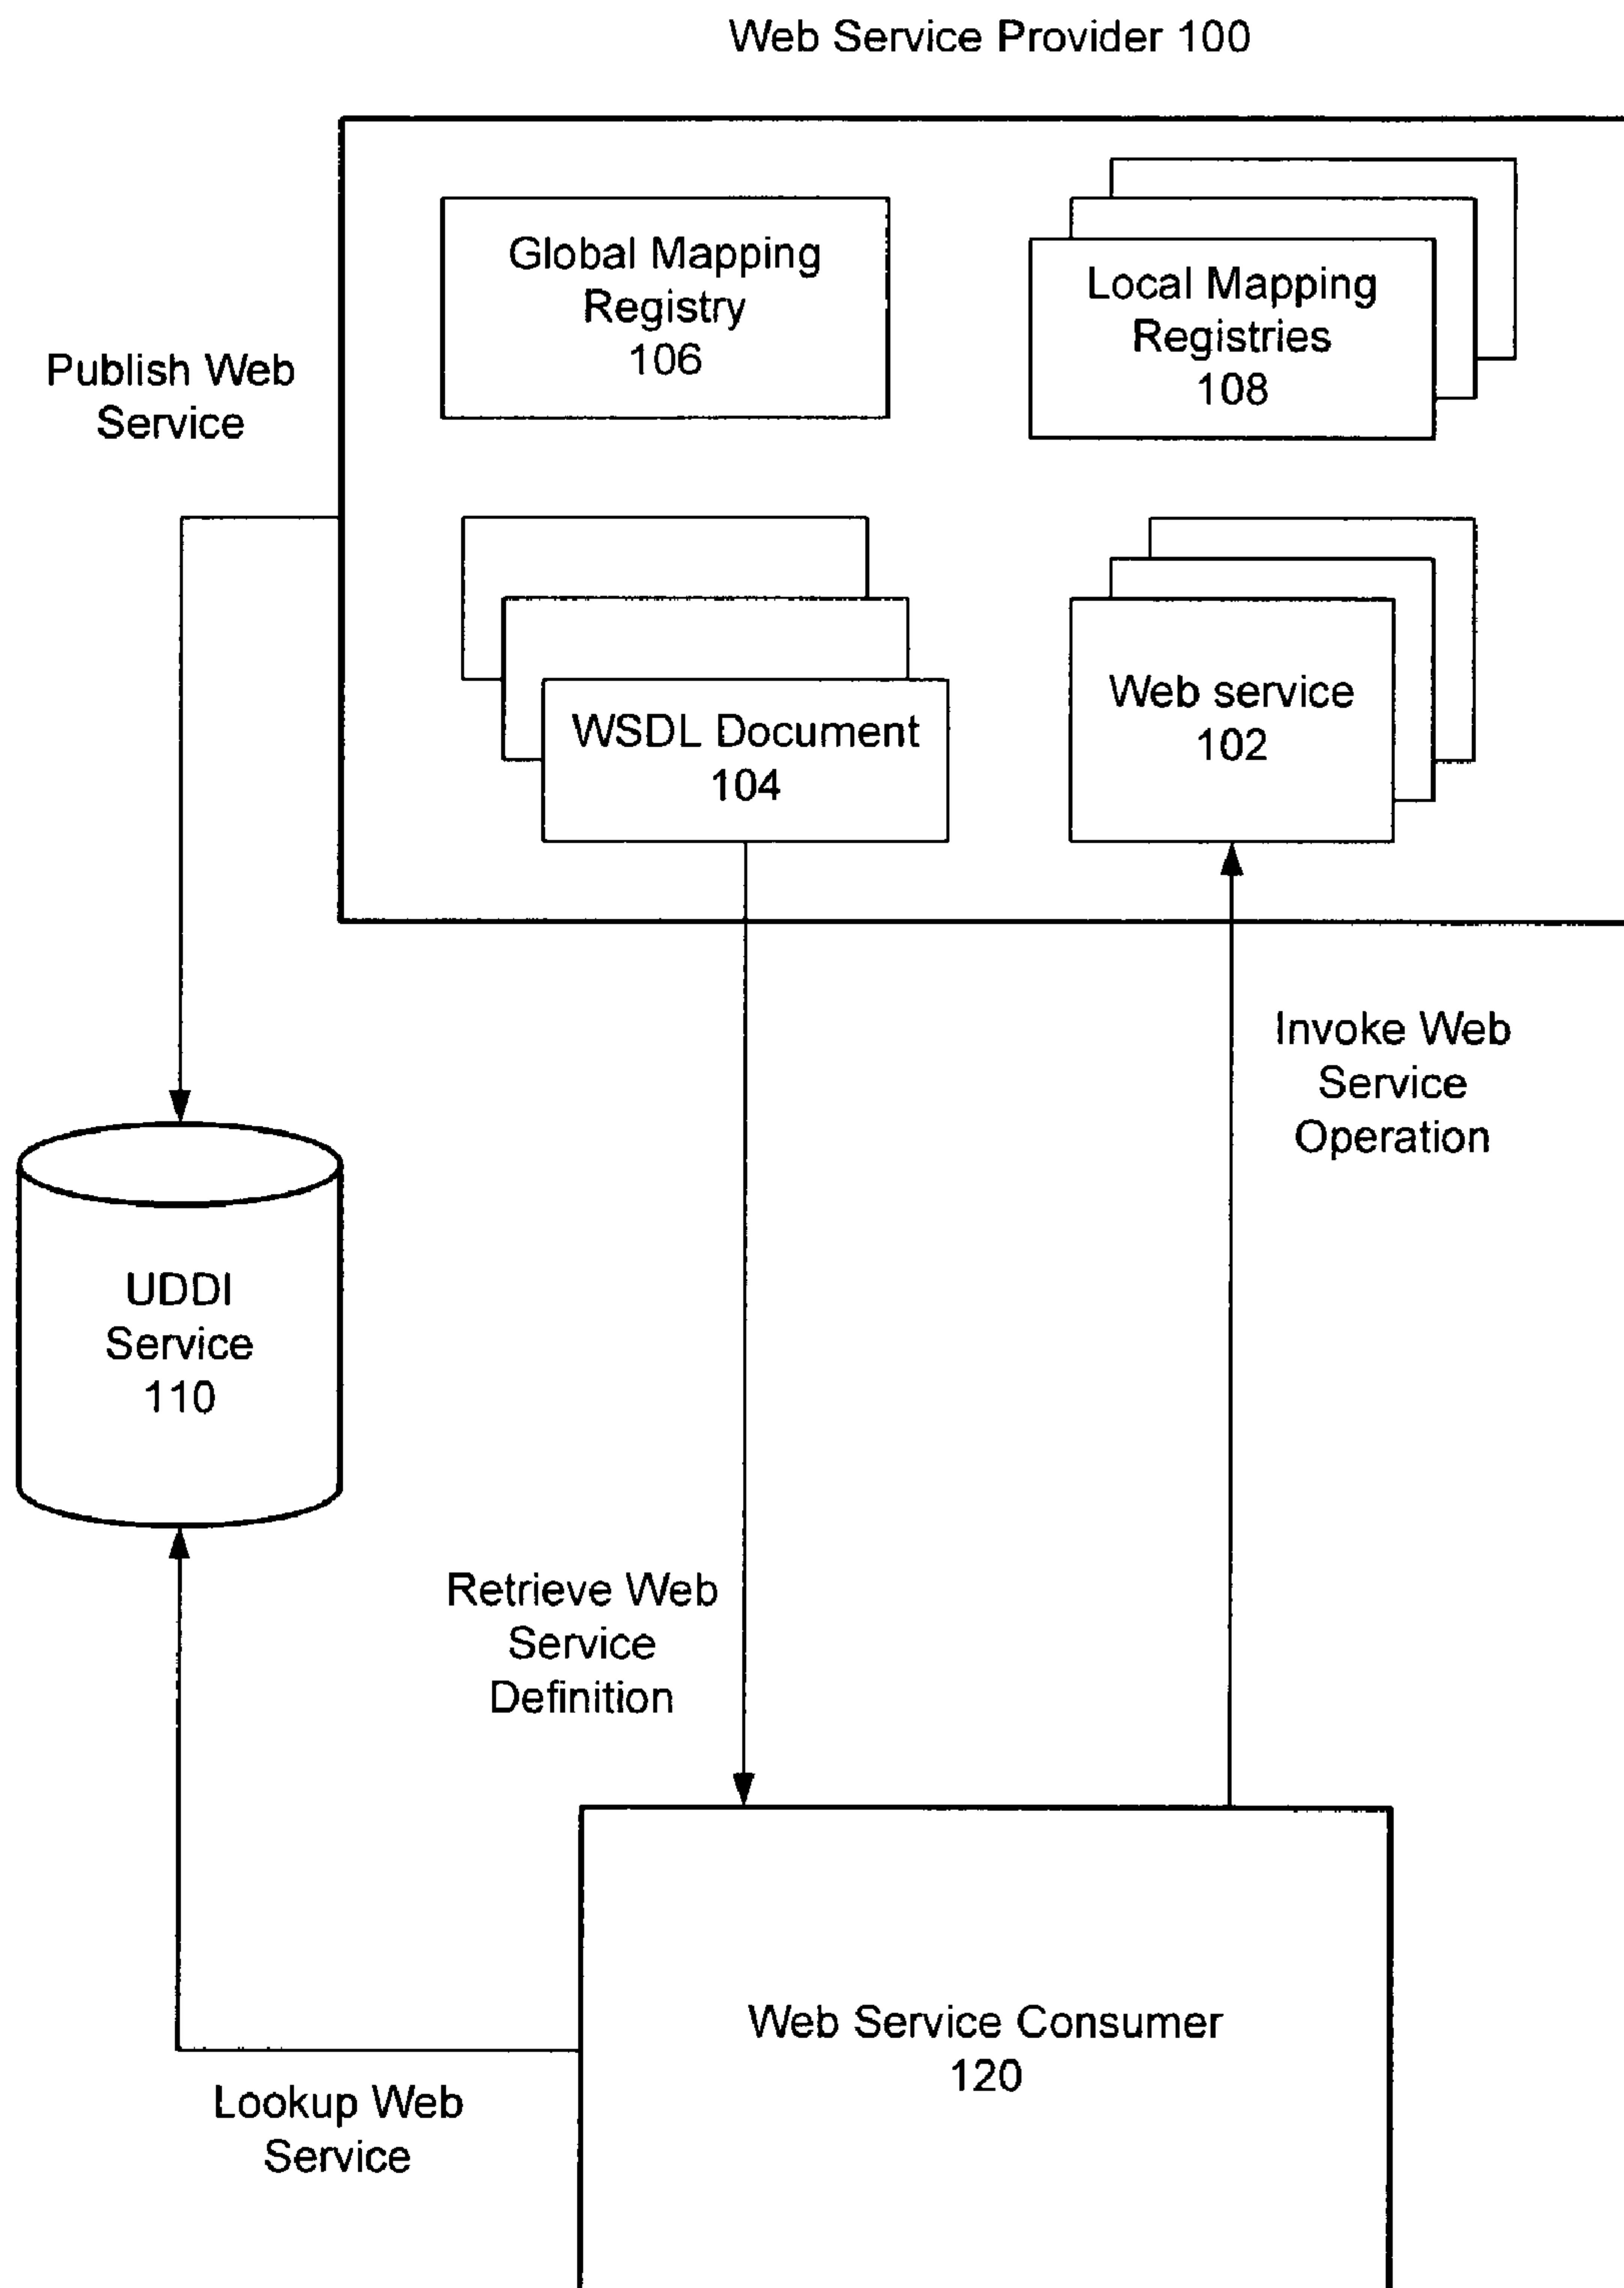 Web Service Provider 100
Global Mapping
Registry
106
Local Mapping
Registries
108
Publish Web
Service
WSDL Document
104
Web service
102
Invoke Web
Service
Operation
UDDI
Service
110
Retrieve Web
Service
Definition
Web Service Consumer
120
Lookup Web
Service